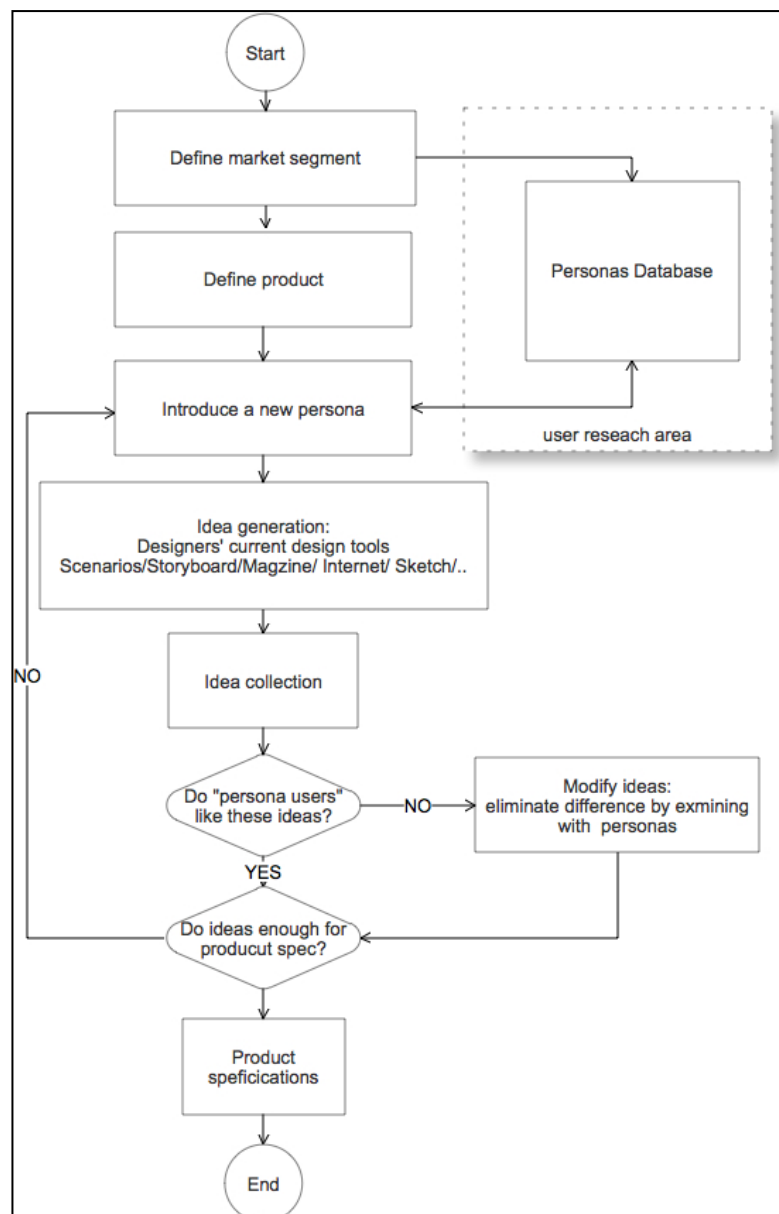 Start
Define market segment
Personas Database
Define product
Introduce a new persona
user reseach area
Idea generation:
Designers' current design tools
Scenarios/Storyboard/Magzine/ Internet/ Sketch/..
NO
Idea collection
Do "persona users"
like these ideas?
NO
Modify ideas:
eliminate difference by exmining
with personas
YES
Do ideas enough for
producut spec?
Product
speficications
End